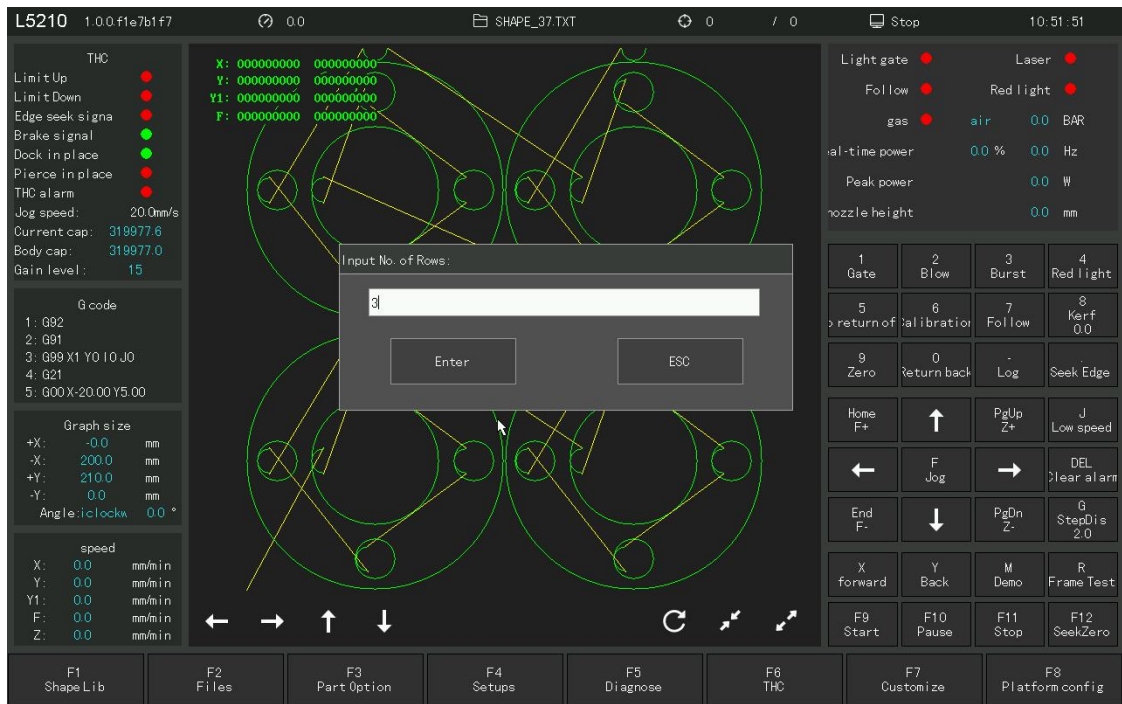 L5210 1.0.0.f1e7b1f7 0.0 SHAPE_37.TXT 0 / 0 Stop 10:51:51
THC
Limit Up
Limit Down
Edge seek signa
Brake signal
Dock in place
Pierce in place
THC alarm
Jog speed: 20.0mm/s
Current cap: 319977.6
Body cap: 319977.0
Gain level: 15
G code
1: G92
2: G91
3: G99 X1 Y0 I0 J0
4: G21
5: G00 X-20.00 Y5.00
Graph size
+X: -0.0 mm
-X: 200.0 mm
+Y: 210.0 mm
-Y: 0.0 mm
Angle:iclockw 0.0 °
speed
X: 0.0 mm/min
Y: 0.0 mm/min
Y1: 0.0 mm/min
F: 0.0 mm/min
Z: 0.0 mm/min
X: 000000000 000000000
Y: 000000000 000000000
Y1: 000000000 000000000
F: 000000000 000000000
Input No. of Rows:
3
Enter ESC
Light gate Laser
Follow Red light
gas air 0.0 BAR
al-time power 0.0 % 0.0 Hz
Peak power 0.0 W
nozzle height 0.0 mm
1 2 3 4
Gate Blow Burst Red light
5 6 7 8
o return of Calibration Follow Kerf
0.0
9 0 - .
Zero Return back Log Seek Edge
Home PgUp J
F+ Z+ Low speed
F DEL
Jog Clear alarm
End PgDn G
F- Z- StepDis
2.0
X Y M R
forward Back Demo Frame Test
F9 F10 F11 F12
Start Pause Stop SeekZero
F1 F2 F3 F4 F5 F6 F7 F8
Shape Lib Files Part Option Setups Diagnose THC Customize Platform config